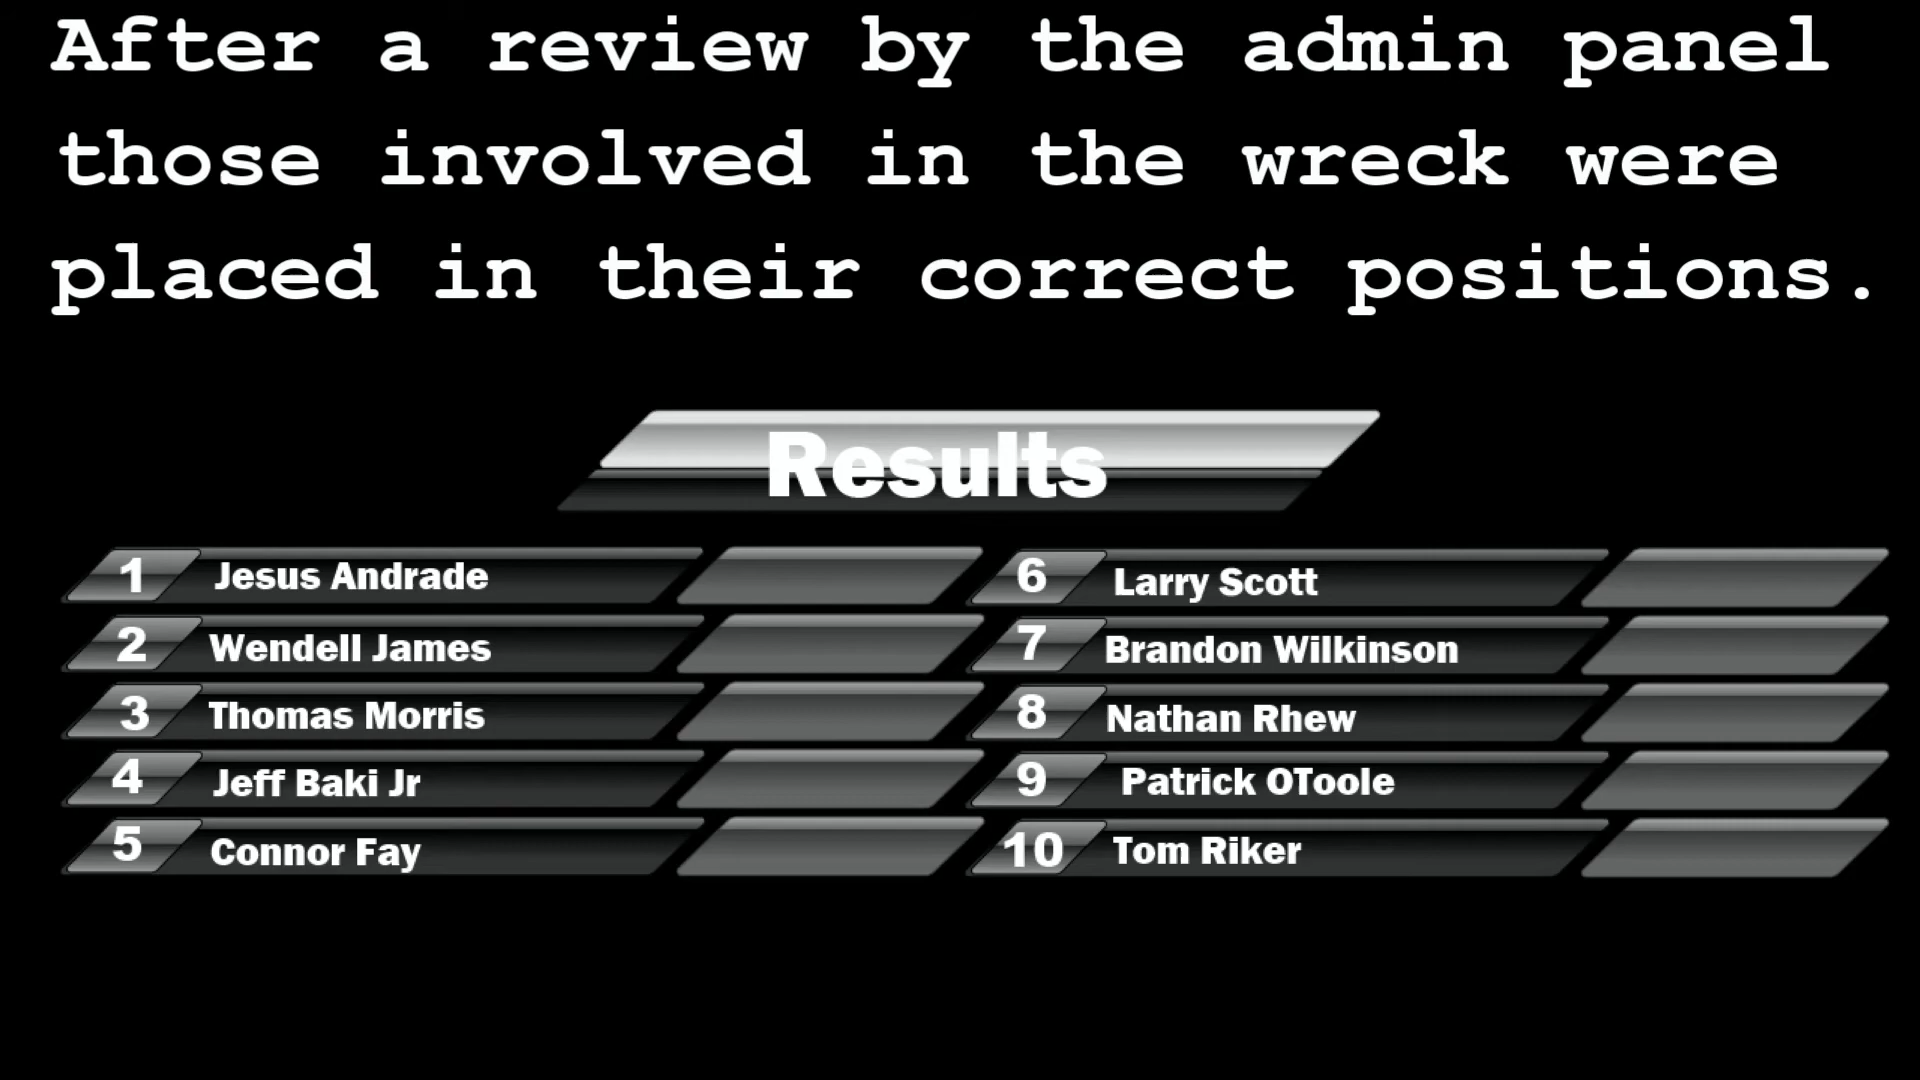 After a review by the admin panel
those involved in the wreck were
placed in their correct positions.
Results
1 Jesus Andrade
2 Wendell James
3 Thomas Morris
4 Jeff Baki Jr
5 Connor Fay
6 Larry Scott
7 Brandon Wilkinson
8 Nathan Rhew
9 Patrick OToole
10 Tom Riker